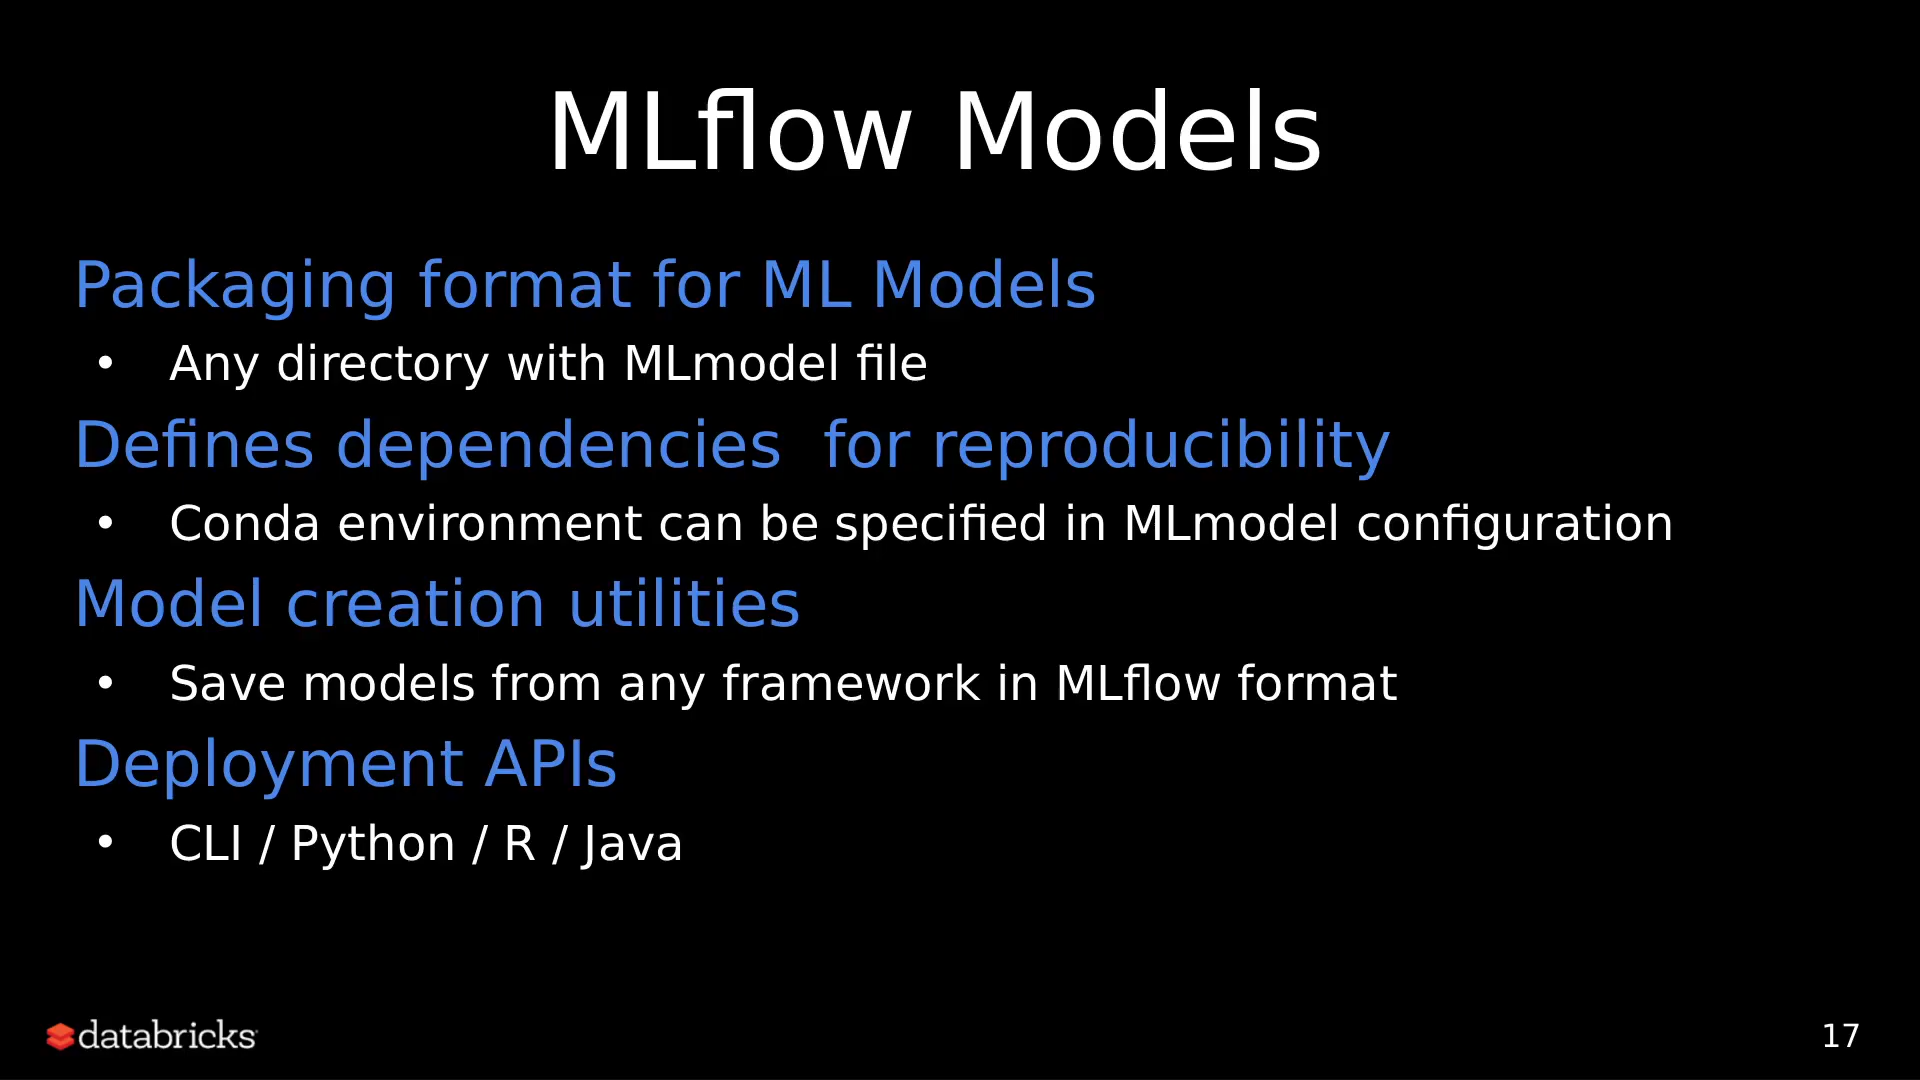 MLflow Models
Packaging format for ML Models
• Any directory with MLmodel file
Defines dependencies  for reproducibility
• Conda environment can be specified in MLmodel configuration
Model creation utilities
• Save models from any framework in MLflow format
Deployment APIs
• CLI / Python / R / Java
databricks
17